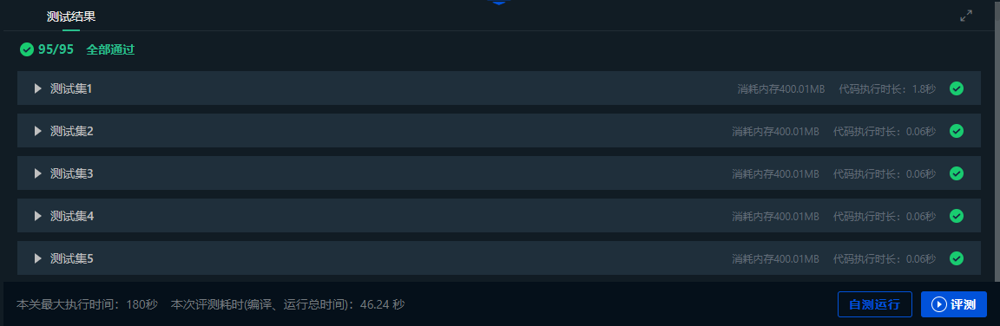 测试结果
95/95 全部通过
测试集1 消耗内存400.01MB 代码执行时长：1.8秒
测试集2 消耗内存400.01MB 代码执行时长：0.06秒
测试集3 消耗内存400.01MB 代码执行时长：0.06秒
测试集4 消耗内存400.01MB 代码执行时长：0.06秒
测试集5 消耗内存400.01MB 代码执行时长：0.06秒
本关最大执行时间：180秒 本次评测耗时(编译、运行总时间)：46.24 秒 自测运行 评测